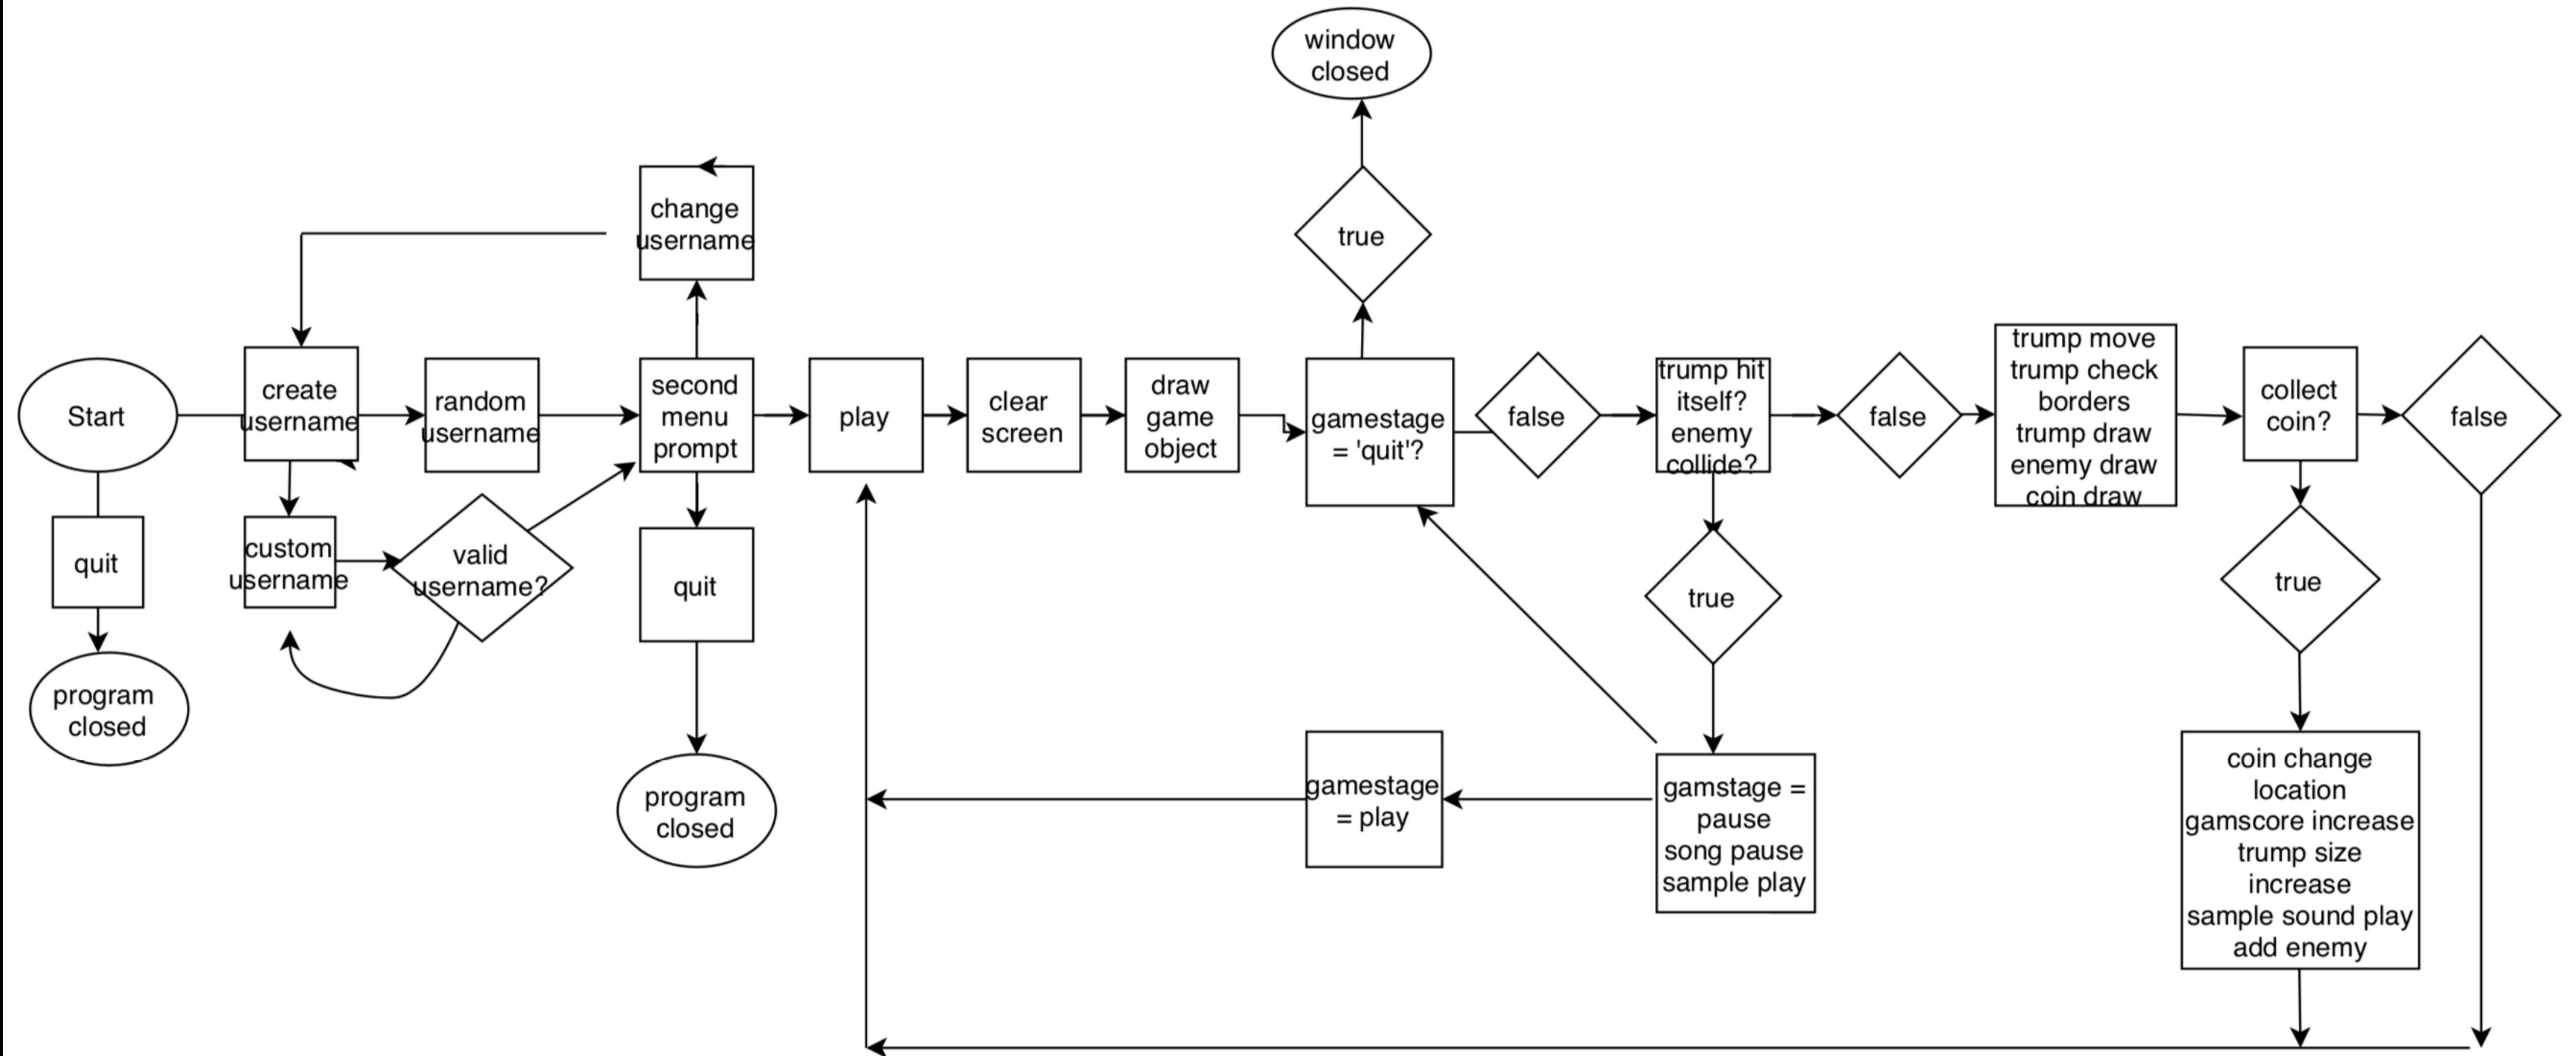 window
closed
true
change
username
Start
create
username
random
username
second
menu
prompt
play
clear
screen
draw
game
object
gamestage
= 'quit'?
false
trump hit
itself?
enemy
collide?
false
trump move
trump check
borders
trump draw
enemy draw
coin draw
collect
coin?
false
quit
custom
username
valid
username?
quit
true
true
program
closed
program
closed
gamestage
= play
gamstage =
pause
song pause
sample play
coin change
location
gamscore increase
trump size
increase
sample sound play
add enemy